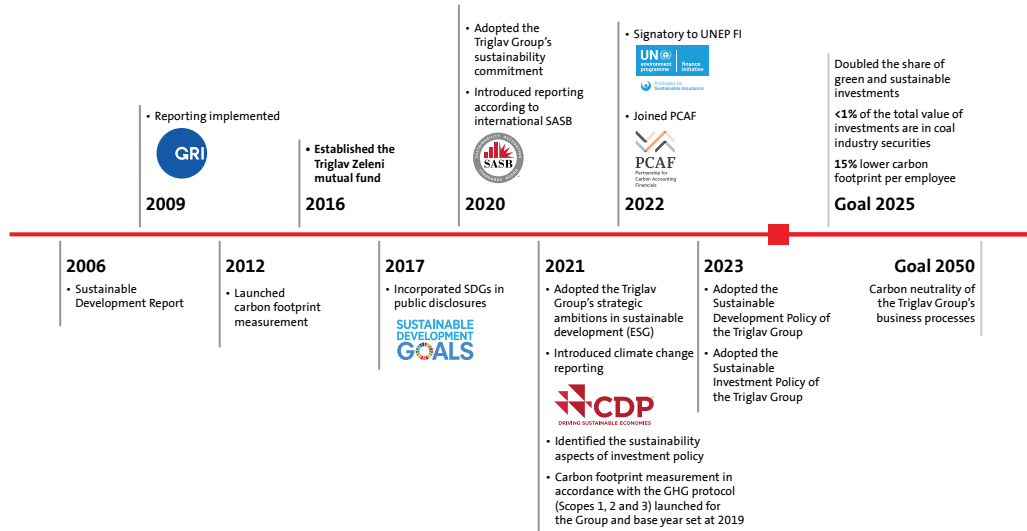 2006
• Sustainable
Development Report
• Reporting implemented
GRI
2009
2012
• Launched
carbon footprint
measurement
• Established the
Triglav Zeleni
mutual fund
2016
2017
• Incorporated SDGs in
public disclosures
SUSTAINABLE
DEVELOPMENT
GOALS
• Adopted the
Triglav Group's
sustainability
commitment
• Introduced reporting
according to
international SASB
SASB
2020
2021
• Adopted the Triglav
Group's strategic
ambitions in sustainable
development (ESG)
• Introduced climate change
reporting
CDP
DRIVING SUSTAINABLE ECONOMIES
• Identified the sustainability
aspects of investment policy
• Carbon footprint measurement in
accordance with the GHG protocol
(Scopes 1, 2 and 3) launched for
the Group and base year set at 2019
• Signatory to UNEP FI
UN
environment
programme
finance
initiative
Principles for
Sustainable Insurance
• Joined PCAF
PCAF
Partnership for
Carbon Accounting
Financials
2022
2023
• Adopted the
Sustainable
Development Policy of
the Triglav Group
• Adopted the
Sustainable
Investment Policy of
the Triglav Group
Doubled the share of
green and sustainable
investments
<1% of the total value of
investments are in coal
industry securities
15% lower carbon
footprint per employee
Goal 2025
Goal 2050
Carbon neutrality of
the Triglav Group's
business processes